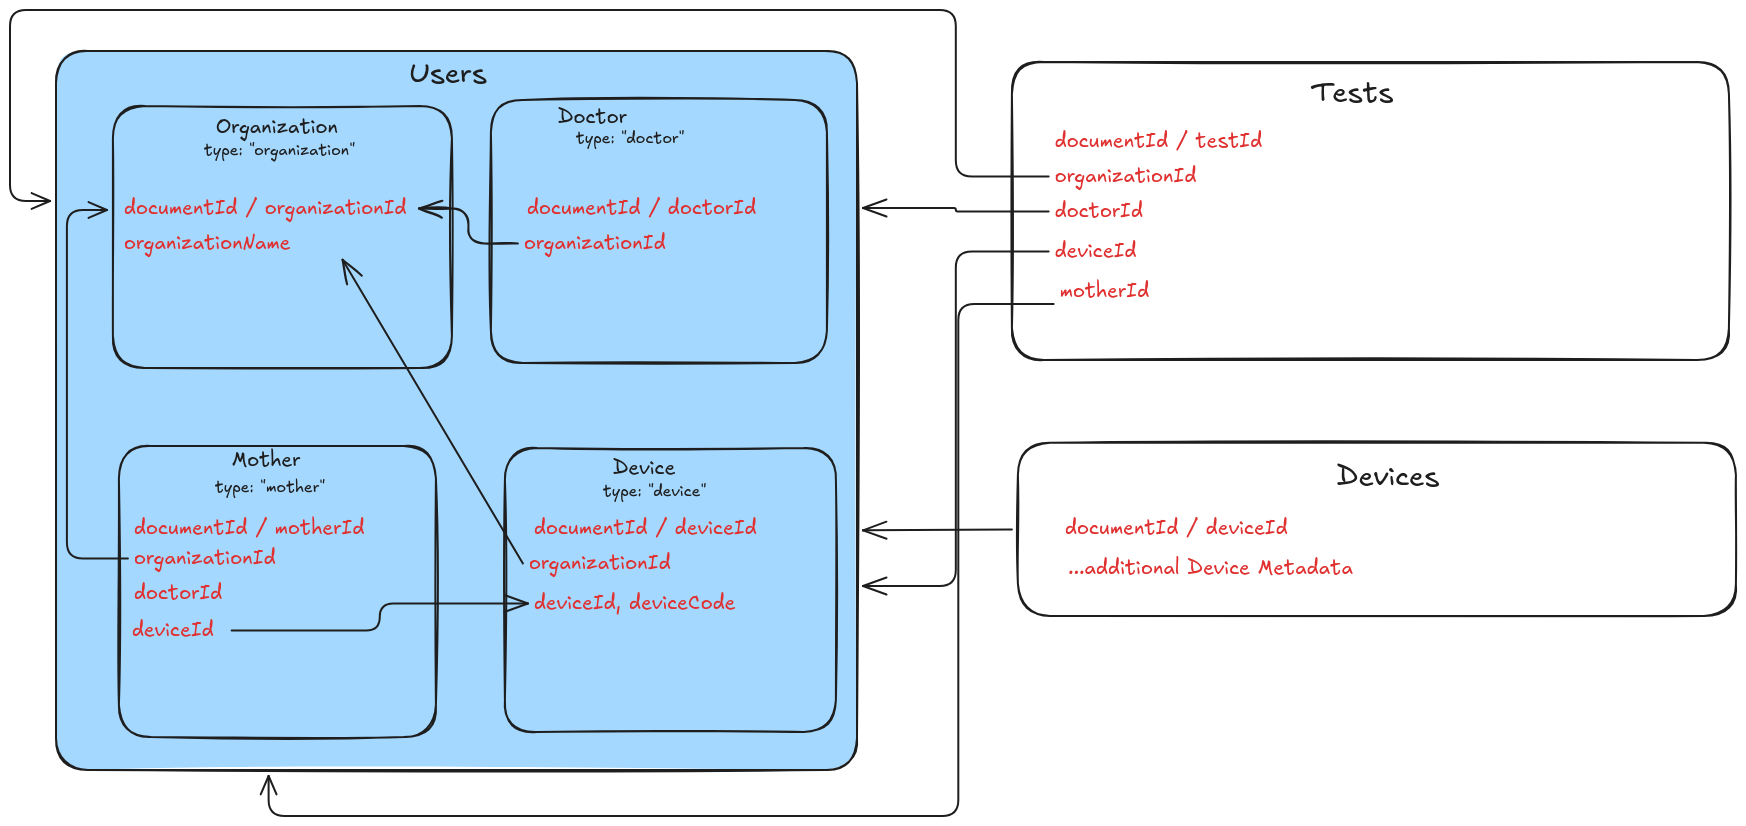 Users
Organization
type: "organization"
documentId / organizationId
organizationName
Doctor
type: "doctor"
documentId / doctorId
organizationId
Mother
type: "mother"
documentId / motherId
organizationId
doctorId
deviceId
Device
type: "device"
documentId / deviceId
organizationId
deviceId, deviceCode
Tests
documentId / testId
organizationId
doctorId
deviceId
motherId
Devices
documentId / deviceId
...additional Device Metadata